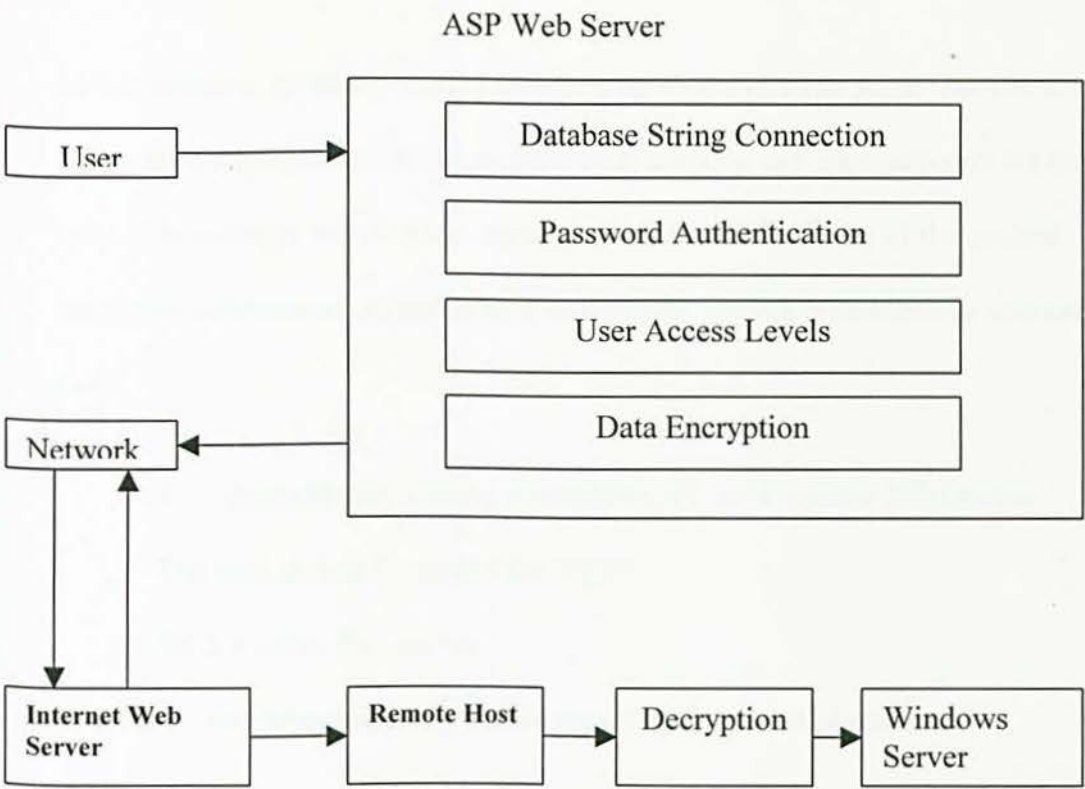 ASP Web Server
User
Database String Connection
Password Authentication
User Access Levels
Data Encryption
Network
Internet Web
Server
Remote Host
Decryption
Windows
Server